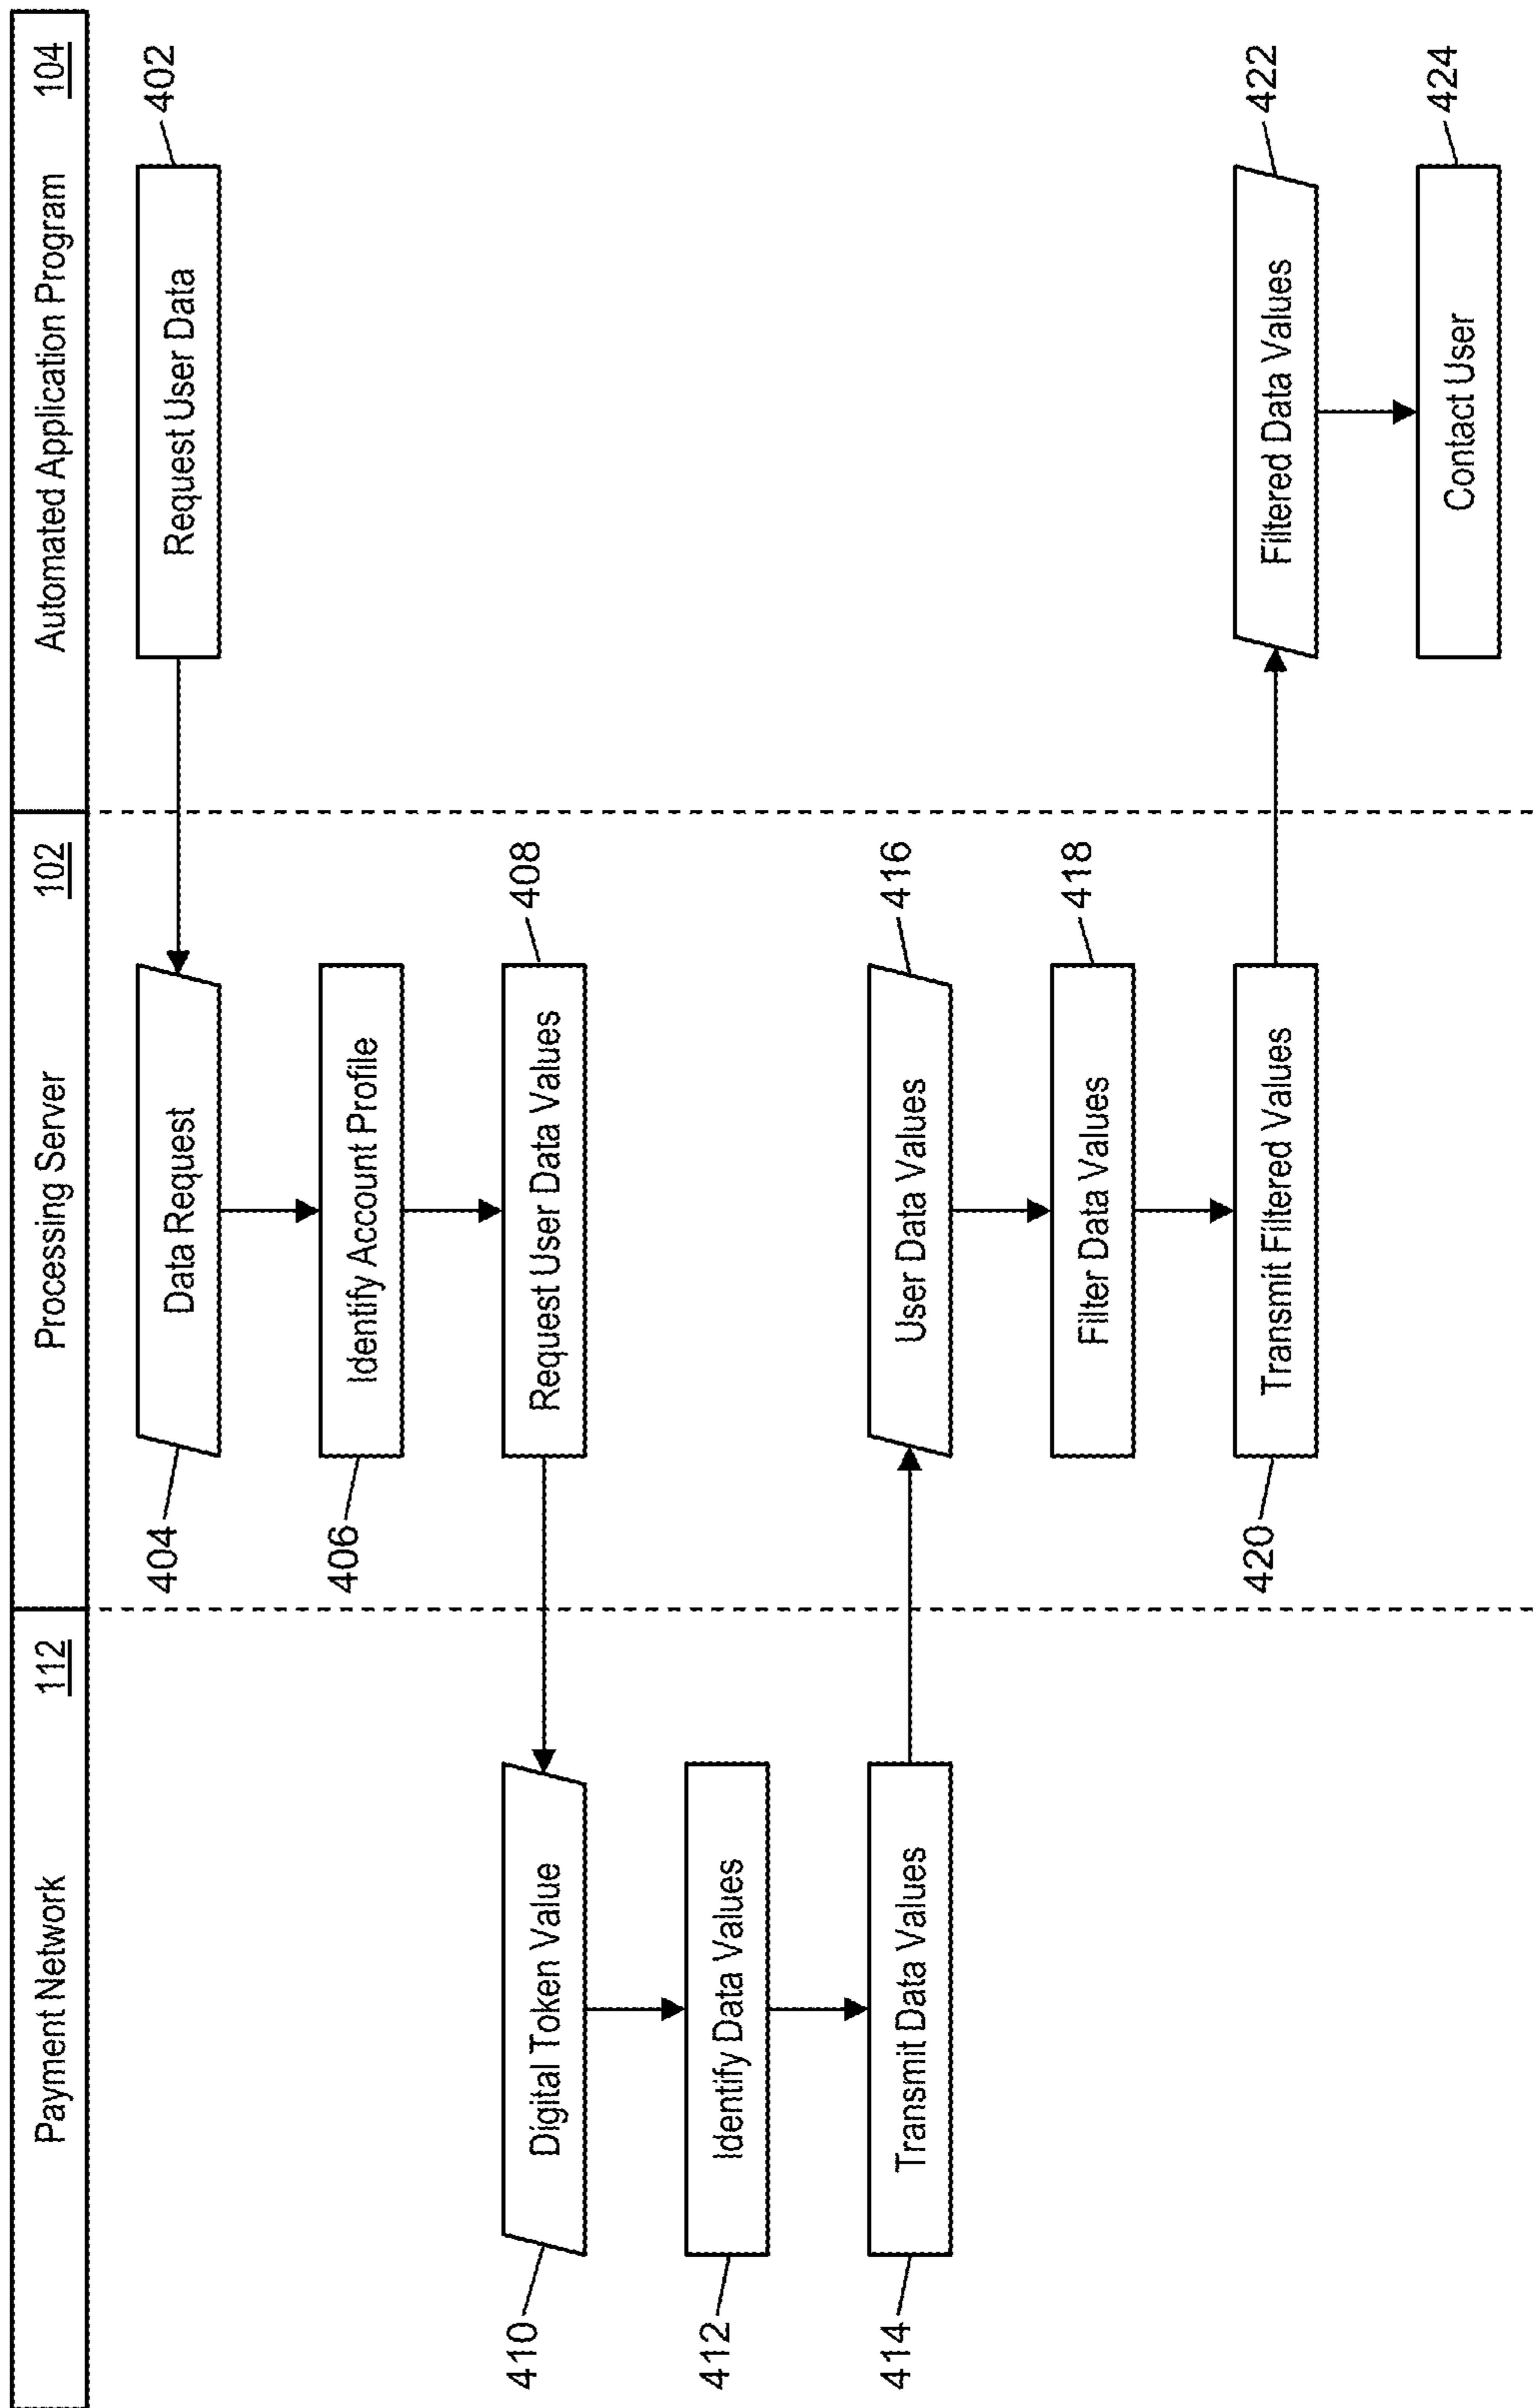 Payment Network 112
Processing Server 102
Automated Application Program 104
Request User Data
402
404
Data Request
406
Identify Account Profile
Request User Data Values
408
410
Digital Token Value
412
Identify Data Values
414
Transmit Data Values
User Data Values
416
Filter Data Values
418
420
Transmit Filtered Values
Filtered Data Values
422
Contact User
424